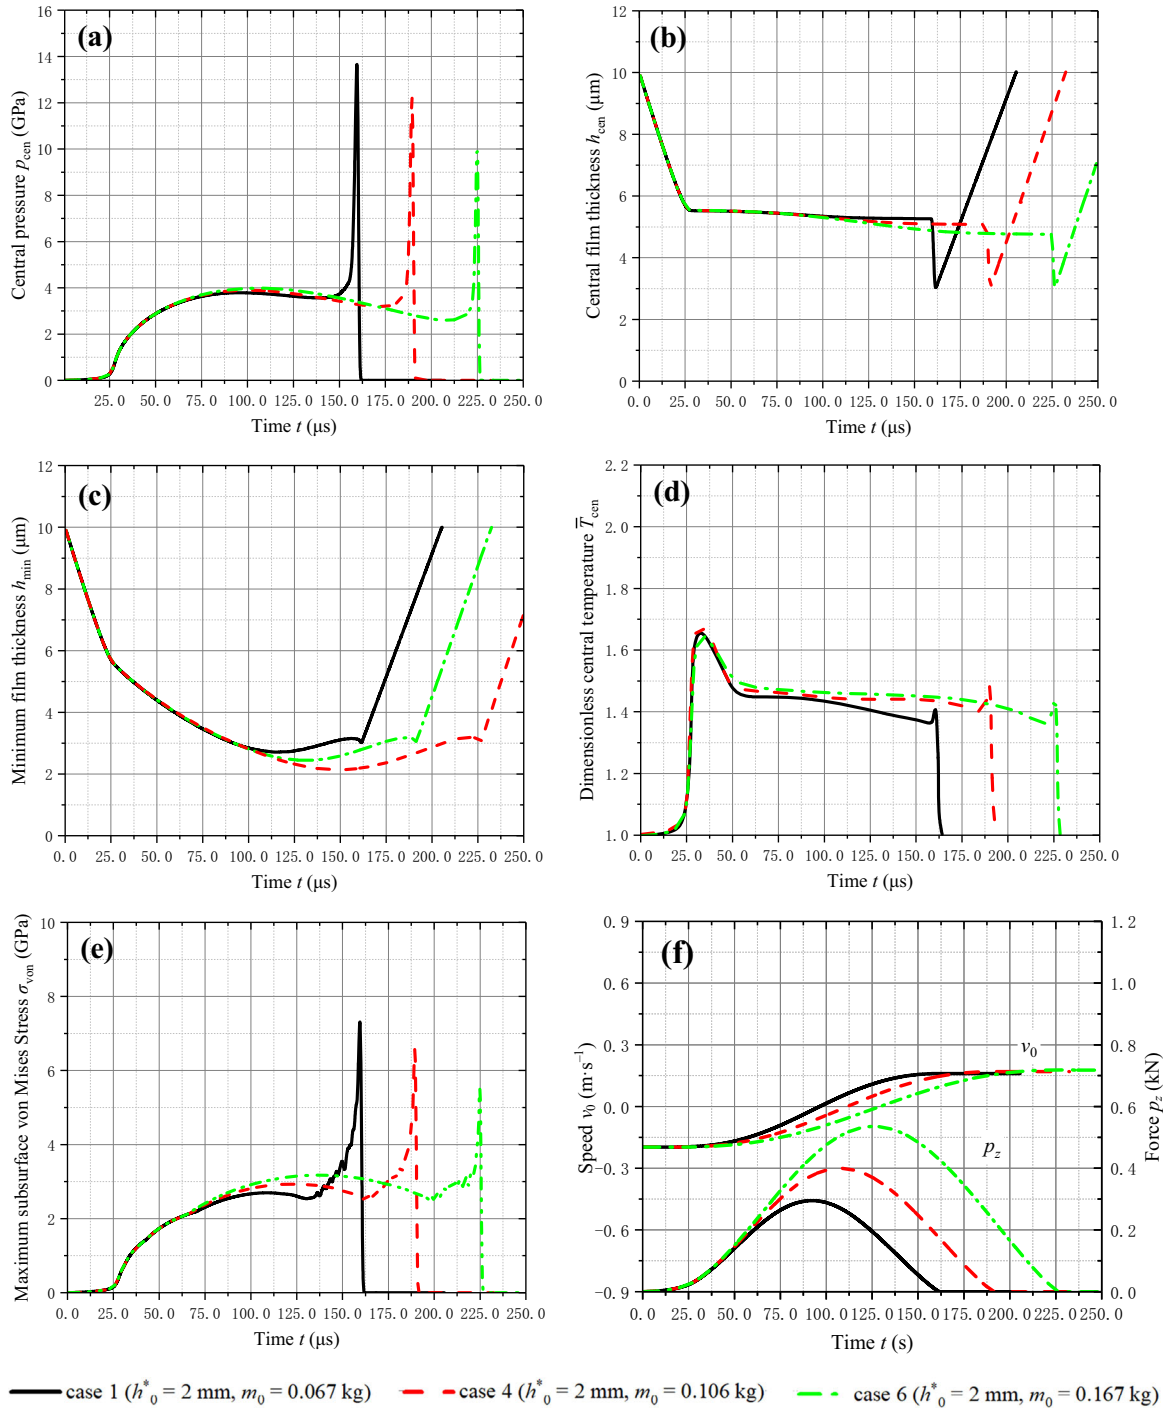 (a)
Central pressure pcen (GPa)
16
14
12
10
8
6
4
2
0
25.0 50.0 75.0 100.0 125.0 150.0 175.0 200.0 225.0 250.0
Time t (μs)
(b)
Central film thickness hcen (μm)
12
10
8
6
4
2
0
0.0 25.0 50.0 75.0 100.0 125.0 150.0 175.0 200.0 225.0 250.0
Time t (μs)
(c)
Minimum film thickness hmin (μm)
12
10
8
6
4
2
0
0.0 25.0 50.0 75.0 100.0 125.0 150.0 175.0 200.0 225.0 250.0
Time t (μs)
(d)
Dimensionless central temperature T̅cen
2.2
2.0
1.8
1.6
1.4
1.2
1.0
0.0 25.0 50.0 75.0 100.0 125.0 150.0 175.0 200.0 225.0 250.0
Time t (μs)
(e)
Maximum subsurface von Mises Stress σvon (GPa)
10
8
6
4
2
0
0.0 25.0 50.0 75.0 100.0 125.0 150.0 175.0 200.0 225.0 250.0
Time t (μs)
(f)
Speed v0 (m·s−1)
0.9
0.6
0.3
0.0
−0.3
−0.6
−0.9
v0
pz
1.2
1.0
0.8
0.6
0.4
0.2
0.0
Force pz (kN)
0.0 25.0 50.0 75.0 100.0 125.0 150.0 175.0 200.0 225.0 250.0
Time t (s)
case 1 (h*0 = 2 mm, m0 = 0.067 kg)
case 4 (h*0 = 2 mm, m0 = 0.106 kg)
case 6 (h*0 = 2 mm, m0 = 0.167 kg)